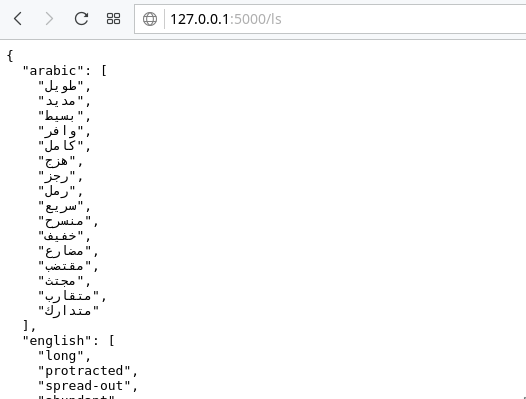 127.0.0.1:5000/ls
{
"arabic": [
"طويل",
"مديد",
"بسيط",
"وافر",
"كامل",
"هزج",
"رجز",
"رمل",
"سريع",
"منسرح",
"خفيف",
"مضارع",
"مقتضب",
"مجتث",
"متقارب",
"متدارك"
],
"english": [
"long",
"protracted",
"spread-out",